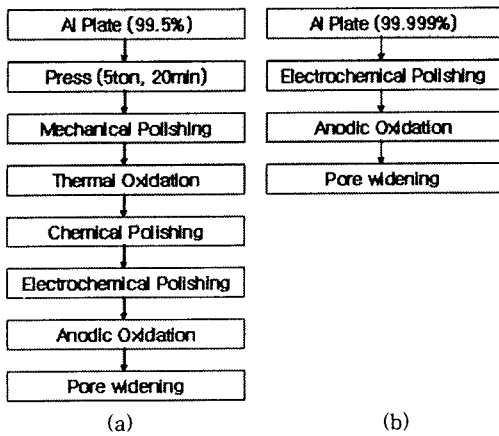 Al Plate (99.5%)
Press (5ton, 20min)
Mechanical Polishing
Thermal Oxidation
Chemical Polishing
Electrochemical Polishing
Anodic Oxidation
Pore widening
(a)
Al Plate (99.999%)
Electrochemical Polishing
Anodic Oxidation
Pore widening
(b)